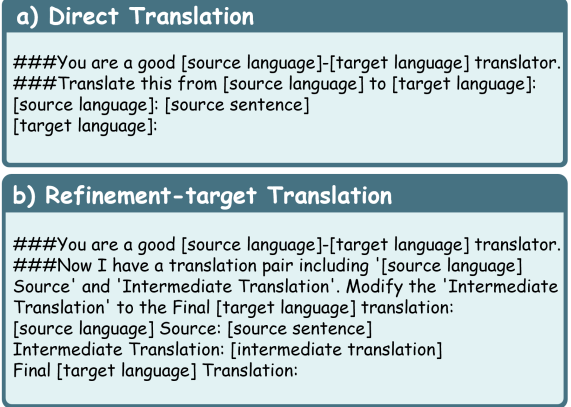 a) Direct Translation
###You are a good [source language]-[target language] translator.
###Translate this from [source language] to [target language]:
[source language]: [source sentence]
[target language]:
b) Refinement-target Translation
###You are a good [source language]-[target language] translator.
###Now I have a translation pair including '[source language]
Source' and 'Intermediate Translation'. Modify the 'Intermediate
Translation' to the Final [target language] translation:
[source language] Source: [source sentence]
Intermediate Translation: [intermediate translation]
Final [target language] Translation: